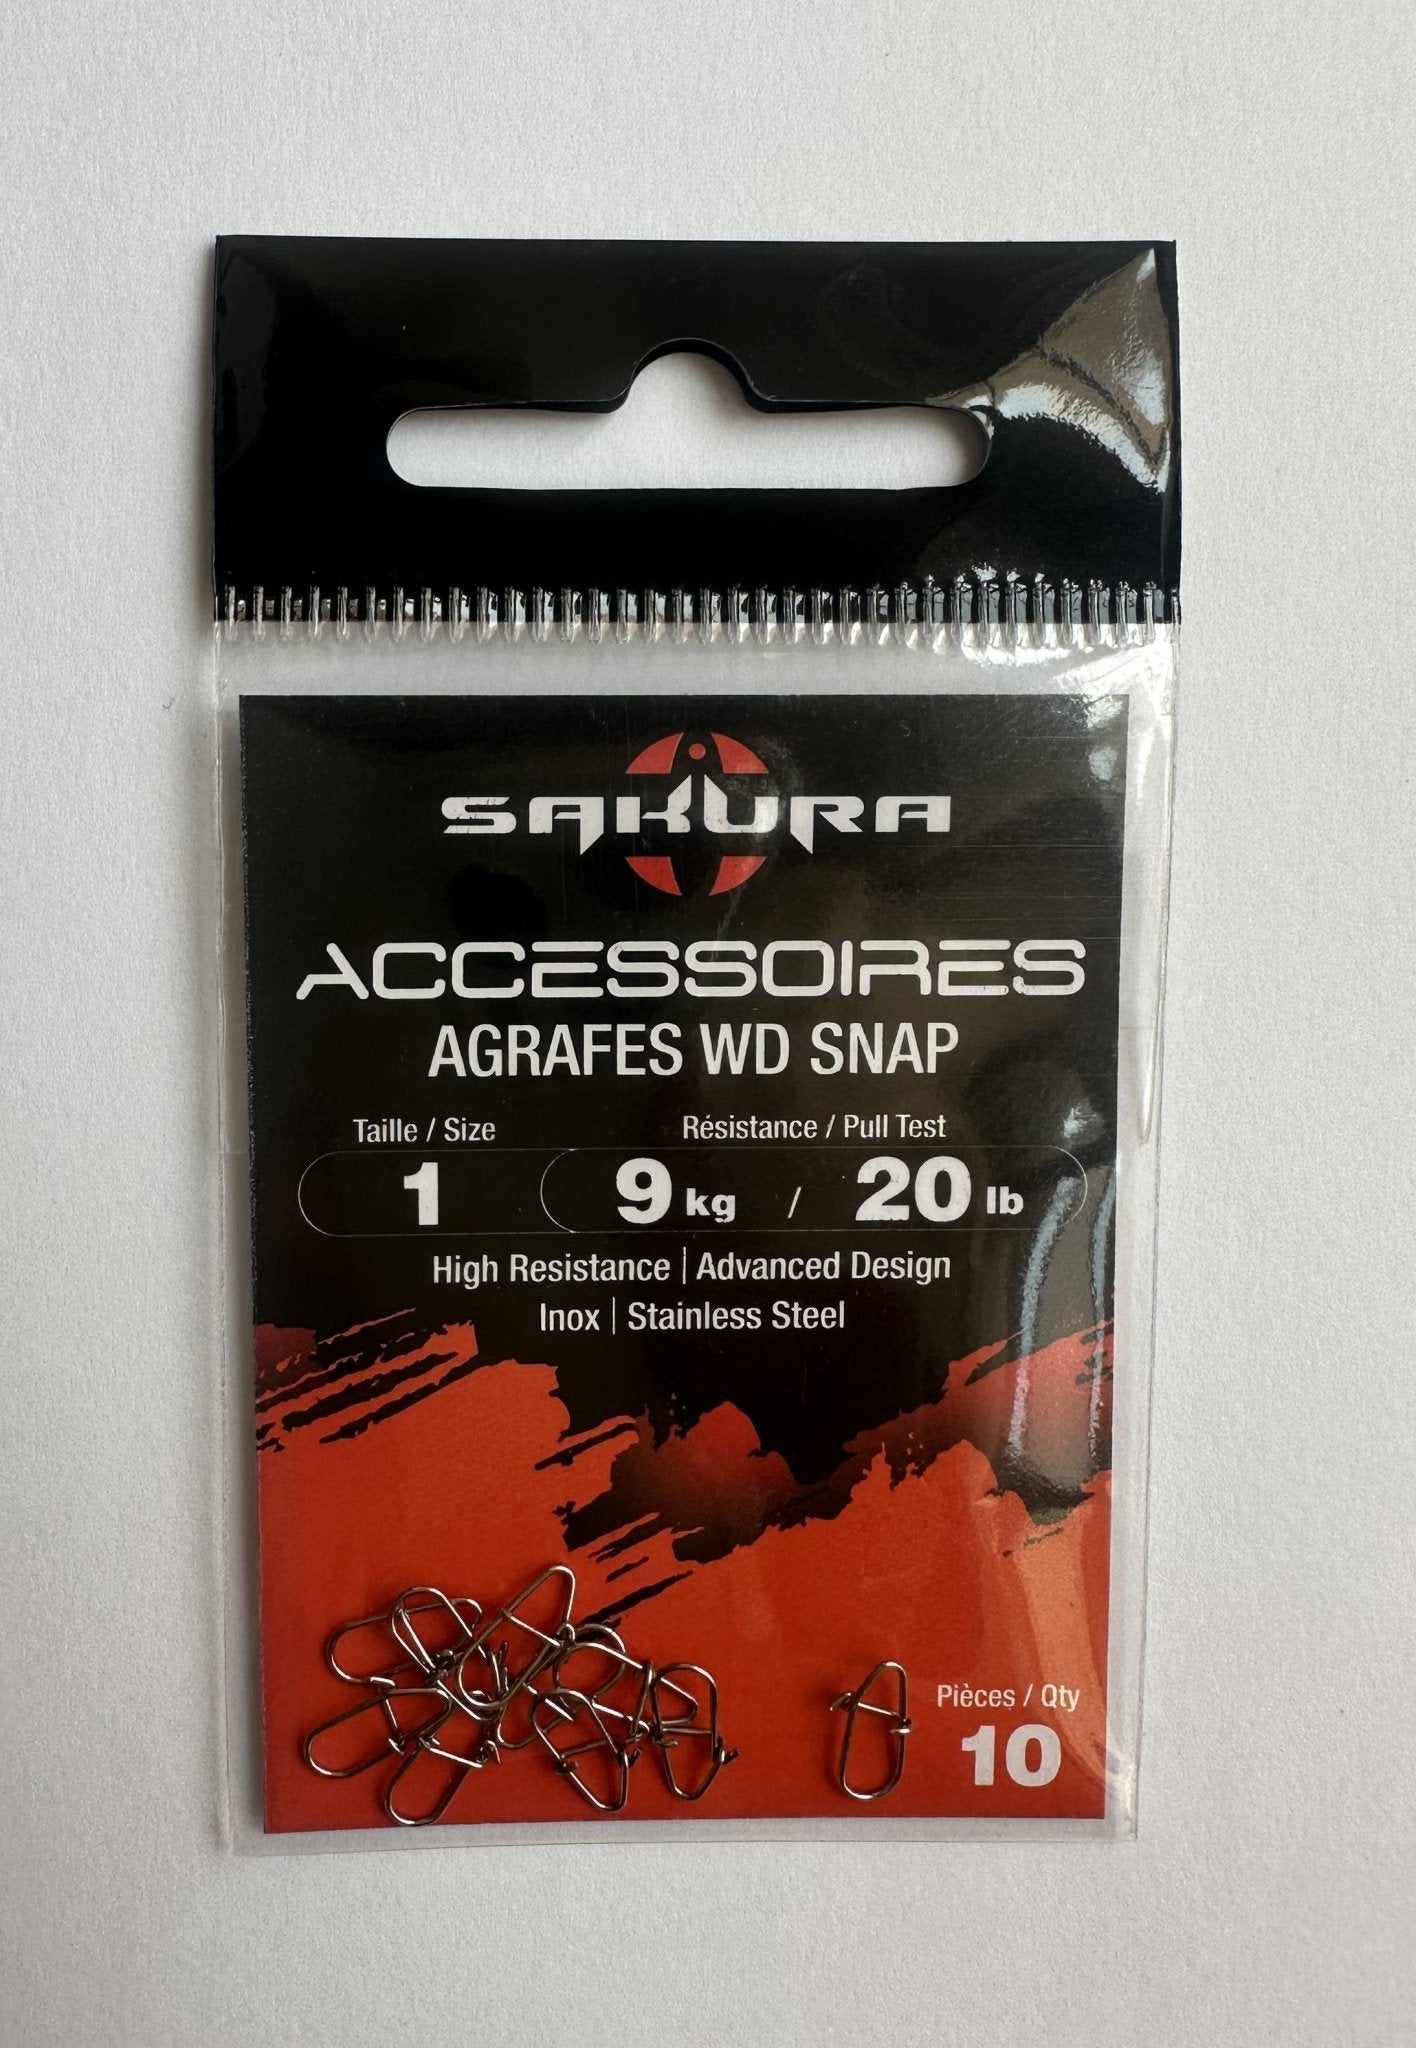 SAKURA
ACCESSOIRES
AGRAFES WD SNAP
Taille / Size
Résistance / Pull Test
1
9 kg / 20 lb
High Resistance | Advanced Design
Inox | Stainless Steel
Pièces / Qty
10